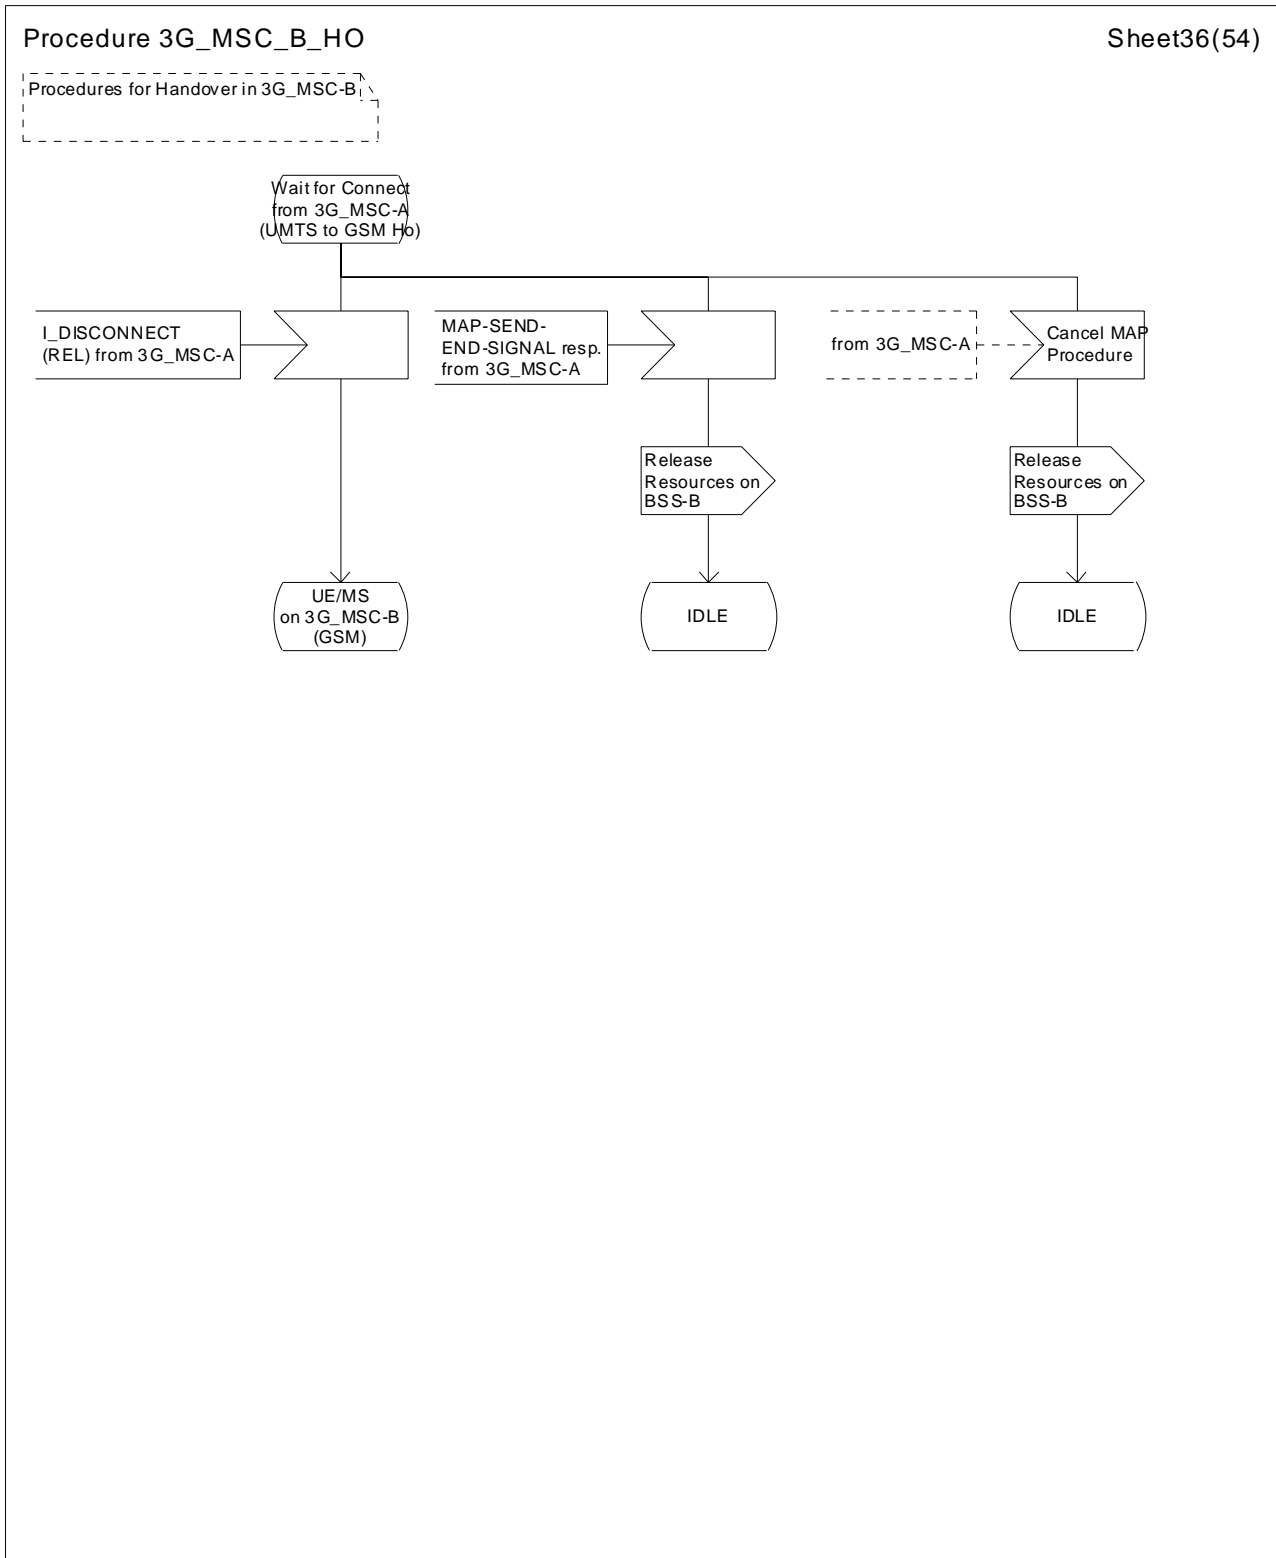 Procedure 3G_MSC_B_HO
Sheet36(54)
Procedures for Handover in 3G_MSC-B
Wait for Connect
from 3G_MSC-A
(UMTS to GSM Ho)
I_DISCONNECT
(REL) from 3G_MSC-A
MAP-SEND-
END-SIGNAL resp.
from 3G_MSC-A
from 3G_MSC-A
Cancel MAP
Procedure
Release
Resources on
BSS-B
Release
Resources on
BSS-B
UE/MS
on 3G_MSC-B
(GSM)
IDLE
IDLE